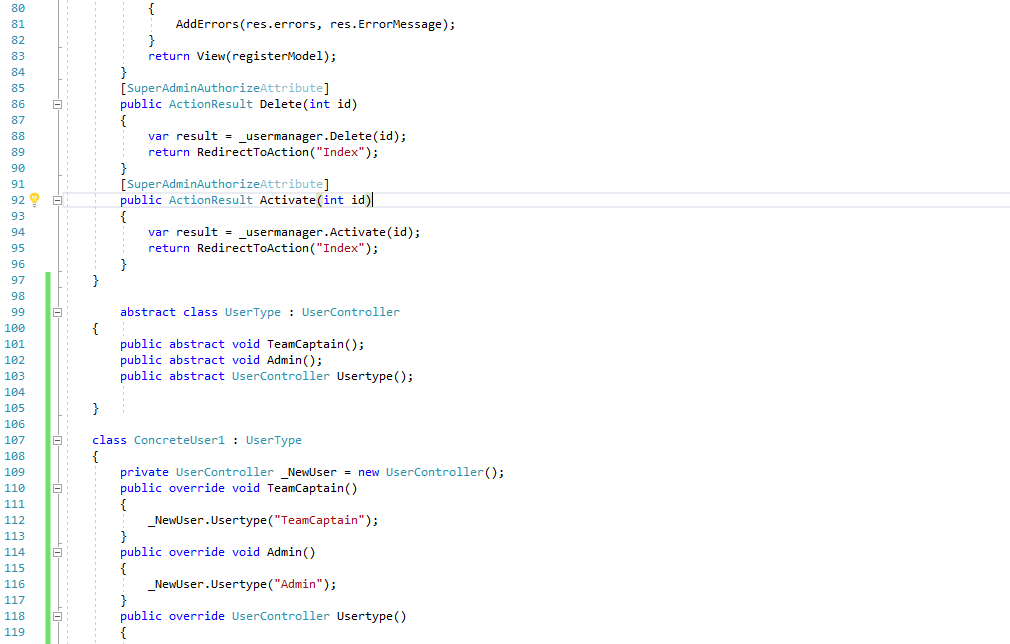 80 {
81 AddErrors(res.errors, res.ErrorMessage);
82 }
83 return View(registerModel);
84 }
85 [SuperAdminAuthorizeAttribute]
86 public ActionResult Delete(int id)
87 {
88 var result = _usermanager.Delete(id);
89 return RedirectToAction("Index");
90 }
91 [SuperAdminAuthorizeAttribute]
92 public ActionResult Activate(int id)
93 {
94 var result = _usermanager.Activate(id);
95 return RedirectToAction("Index");
96 }
97 }
98
99 abstract class UserType : UserController
100 {
101 public abstract void TeamCaptain();
102 public abstract void Admin();
103 public abstract UserController Usertype();
104
105 }
106
107 class ConcreteUser1 : UserType
108 {
109 private UserController _NewUser = new UserController();
110 public override void TeamCaptain()
111 {
112 _NewUser.Usertype("TeamCaptain");
113 }
114 public override void Admin()
115 {
116 _NewUser.Usertype("Admin");
117 }
118 public override UserController Usertype()
119 {